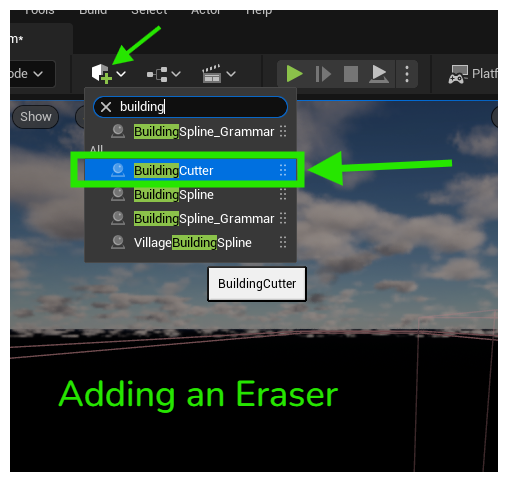 Tools Build Select Actor Help
m*
ode
Platf
building
Show
BuildingSpline_Grammar
All
BuildingCutter
BuildingSpline
BuildingSpline_Grammar
VillageBuildingSpline
BuildingCutter
Adding an Eraser